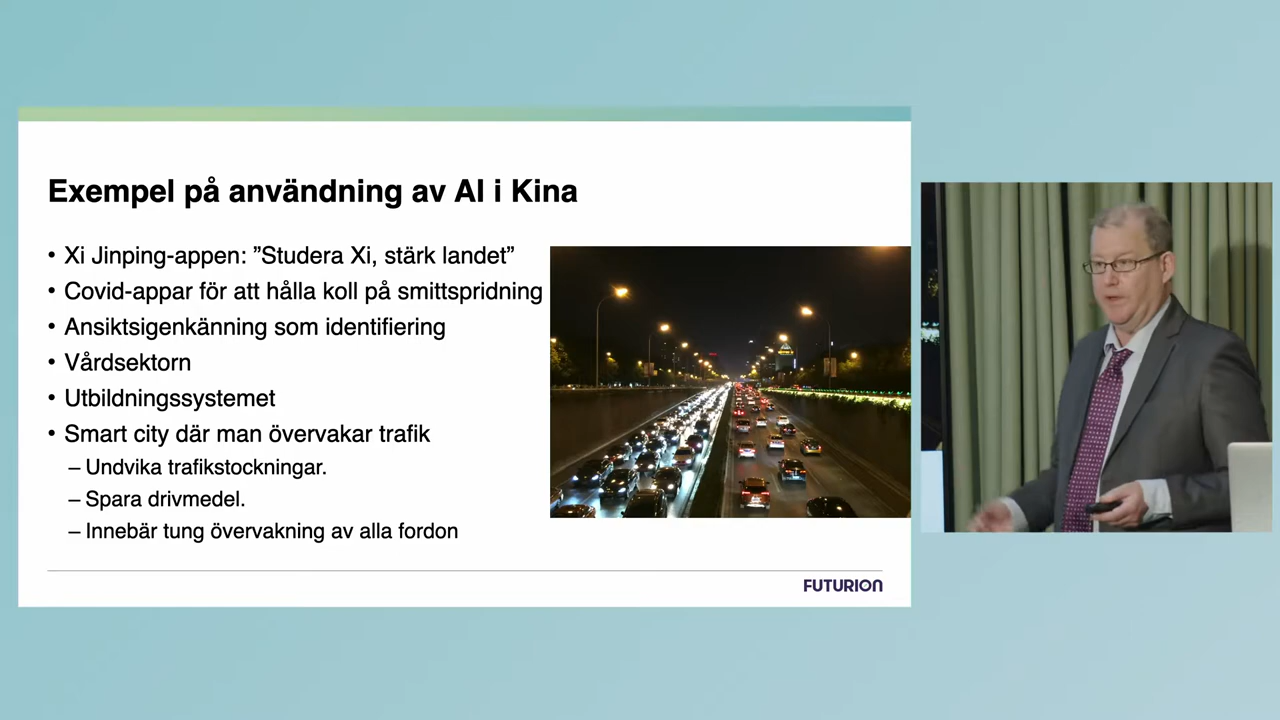 Exempel på användning av AI i Kina
• Xi Jinping-appen: ”Studera Xi, stärk landet”
• Covid-appar för att hålla koll på smittspridning
• Ansiktsigenkänning som identifiering
• Vårdsektorn
• Utbildningssystemet
• Smart city där man övervakar trafik
– Undvika trafikstockningar.
– Spara drivmedel.
– Innebär tung övervakning av alla fordon
FUTURION